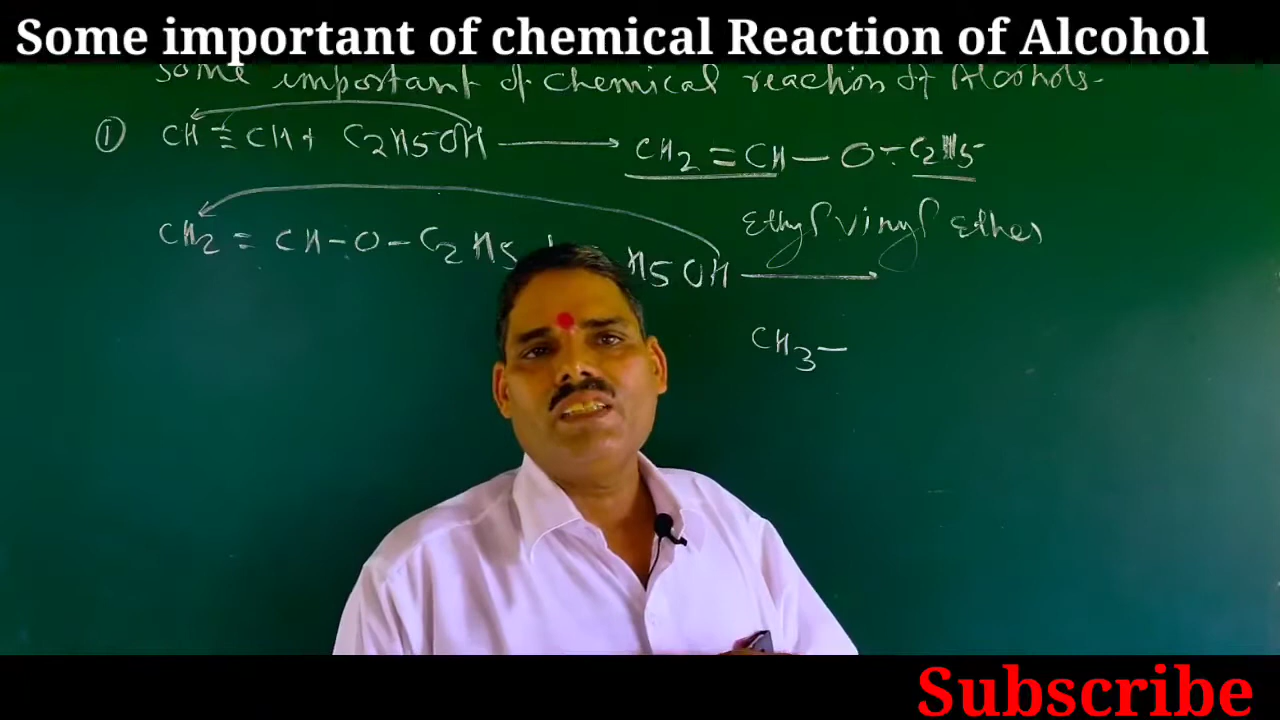 Some important of chemical Reaction of Alcohol
Some important of chemical reaction of Alcohols-
① CH ≡ CH + C2H5OH ⟶ CH2 = CH — O - C2H5
Ethyl vinyl Ether
CH2 = CH - O - C2H5 H5OH ⟶
CH3 —
Subscribe